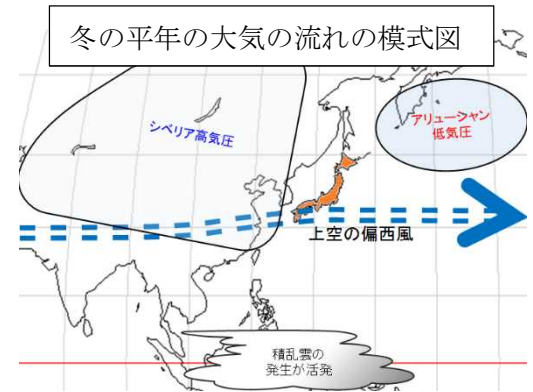 冬の平年の大気の流れの模式図
シベリア高気圧
アリューシャン
低気圧
上空の偏西風
積乱雲の
発生が活発